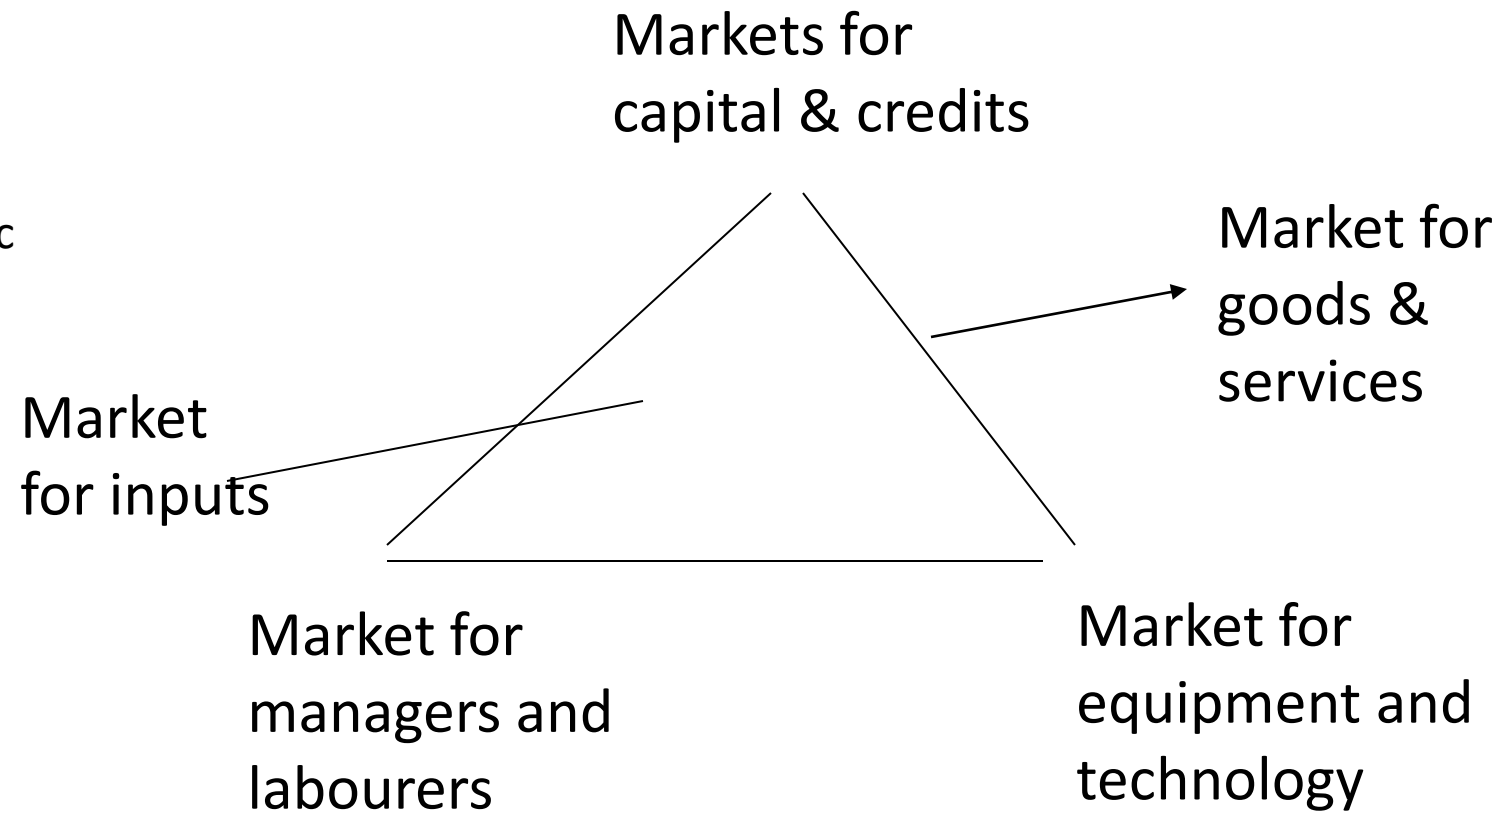 Markets for
capital & credits
c
Market for
goods &
services
Market
for inputs
Market for
managers and
labourers
Market for
equipment and
technology